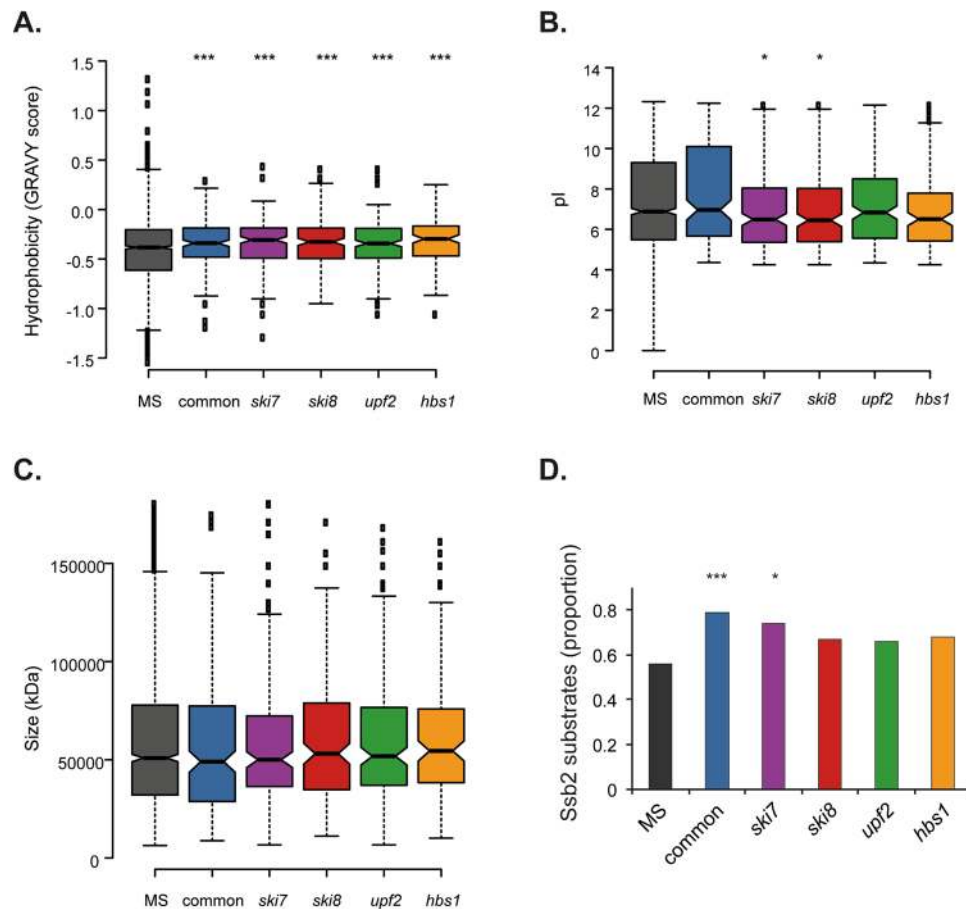 A.
Hydrophobicity (GRAVY score)
1.5
1.0
0.5
0.0
-0.5
-1.0
-1.5
*** *** *** *** ***
MS common ski7 ski8 upf2 hbs1
B.
pI
14
12
10
8
6
4
2
0
* *
MS common ski7 ski8 upf2 hbs1
C.
Size (kDa)
150000
100000
50000
0
MS common ski7 ski8 upf2 hbs1
D.
Ssb2 substrates (proportion)
0.8
0.6
0.4
0.2
0
*** *
MS common ski7 ski8 upf2 hbs1